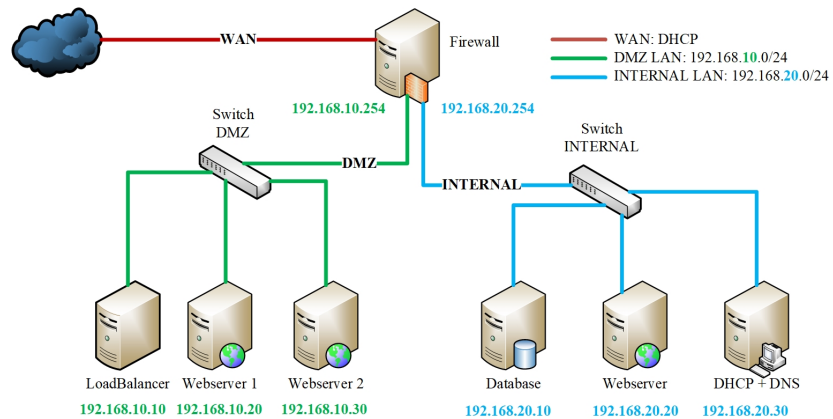 WAN
Firewall
WAN: DHCP
DMZ LAN: 192.168.10.0/24
INTERNAL LAN: 192.168.20.0/24
192.168.10.254
192.168.20.254
Switch
DMZ
Switch
INTERNAL
DMZ
INTERNAL
LoadBalancer
Webserver 1
Webserver 2
Database
Webserver
DHCP + DNS
192.168.10.10
192.168.10.20
192.168.10.30
192.168.20.10
192.168.20.20
192.168.20.30